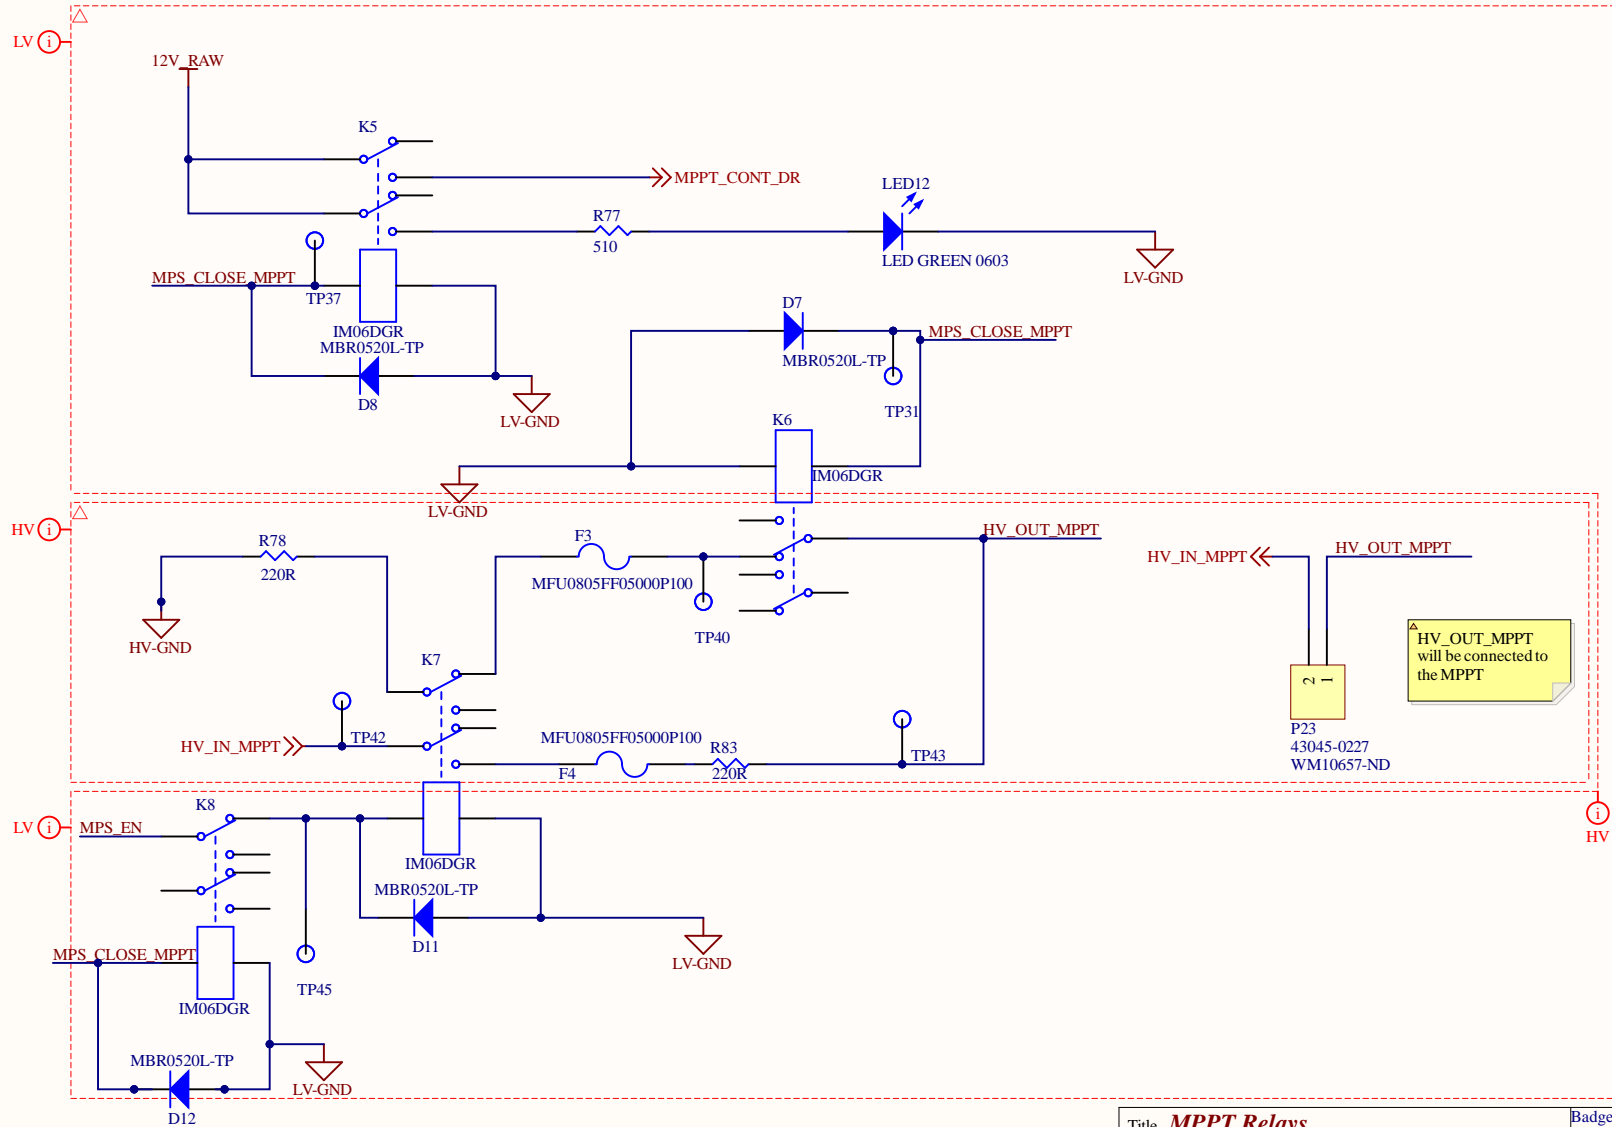 LV i
12V_RAW
K5
MPPT_CONT_DR
LED12
R77
510
LED GREEN 0603
LV-GND
MPS_CLOSE_MPPT
TP37
IM06DGR
MBR0520L-TP
D8
LV-GND
D7
MPS_CLOSE_MPPT
MBR0520L-TP
TP31
K6
IM06DGR
LV-GND
HV i
R78
220R
HV-GND
F3
MFU0805FF05000P100
TP40
HV_OUT_MPPT
HV_IN_MPPT
HV_OUT_MPPT
HV_OUT_MPPT
will be connected to
the MPPT
2 1
P23
43045-0227
WM10657-ND
K7
HV_IN_MPPT
TP42
MFU0805FF05000P100
F4
R83
220R
TP43
i
HV
LV i
MPS_EN
K8
IM06DGR
MBR0520L-TP
D11
LV-GND
MPS_CLOSE_MPPT
IM06DGR
TP45
MBR0520L-TP
D12
LV-GND
Title MPPT Relays
Badge